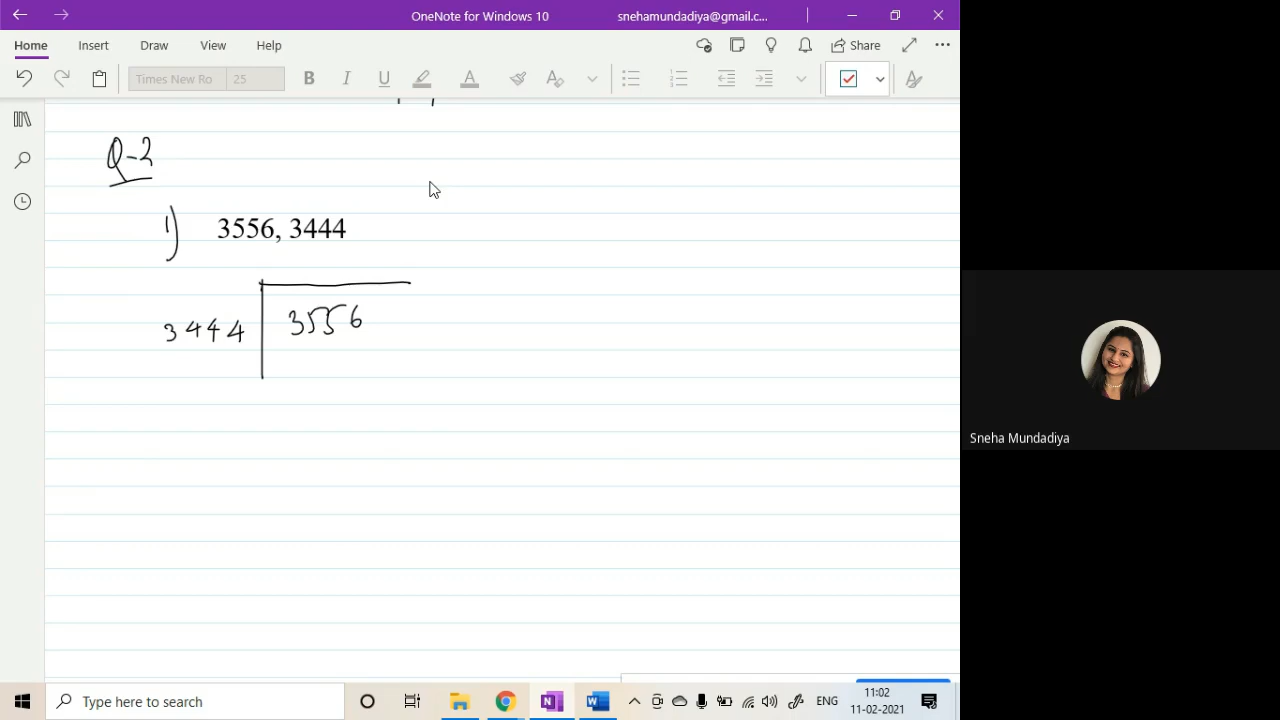 OneNote for Windows 10
snehamundadiya@gmail.c...
Home Insert Draw View Help
Share
Times New Ro 25
B I U A A
Q-2
1) 3556, 3444
3444 3556
Sneha Mundadiya
Type here to search
ENG
11:02
11-02-2021